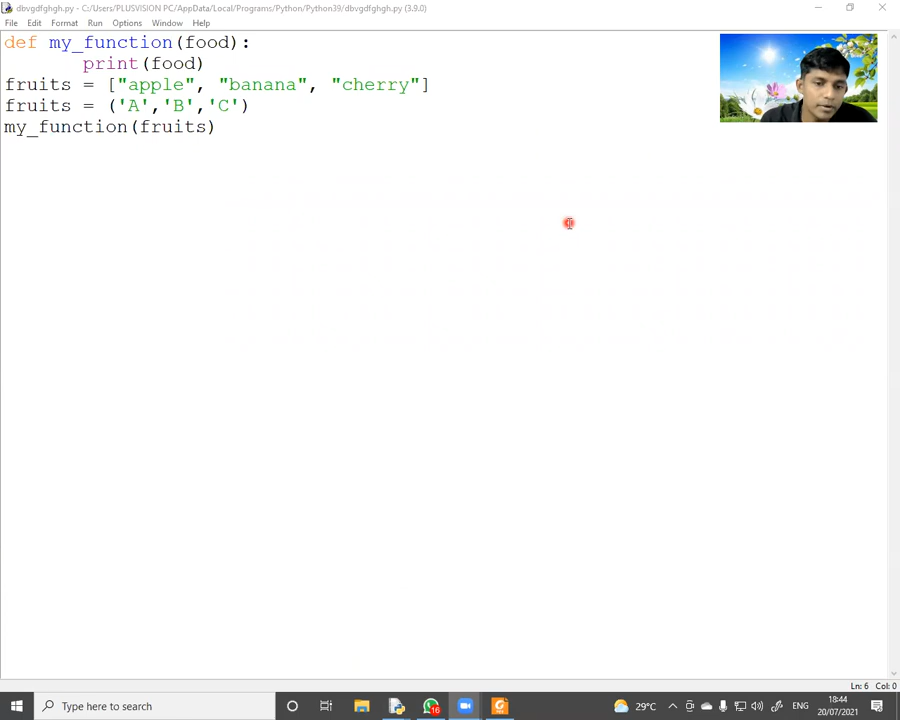 dbvgdfghgh.py - C:/Users/PLUSVISION PC/AppData/Local/Programs/Python/Python39/dbvgdfghgh.py (3.9.0)
File Edit Format Run Options Window Help
def my_function(food):
print(food)
fruits = ["apple", "banana", "cherry"]
fruits = ('A','B','C')
my_function(fruits)
Ln: 6 Col: 0
Type here to search
16
29°C
ENG
18:44
20/07/2021